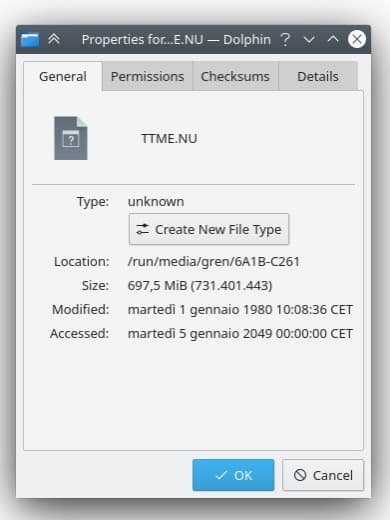 Properties for...E.NU — Dolphin
General Permissions Checksums Details
TTME.NU
Type: unknown
Create New File Type
Location: /run/media/gren/6A1B-C261
Size: 697,5 MiB (731.401.443)
Modified: martedì 1 gennaio 1980 10:08:36 CET
Accessed: martedì 5 gennaio 2049 00:00:00 CET
OK Cancel